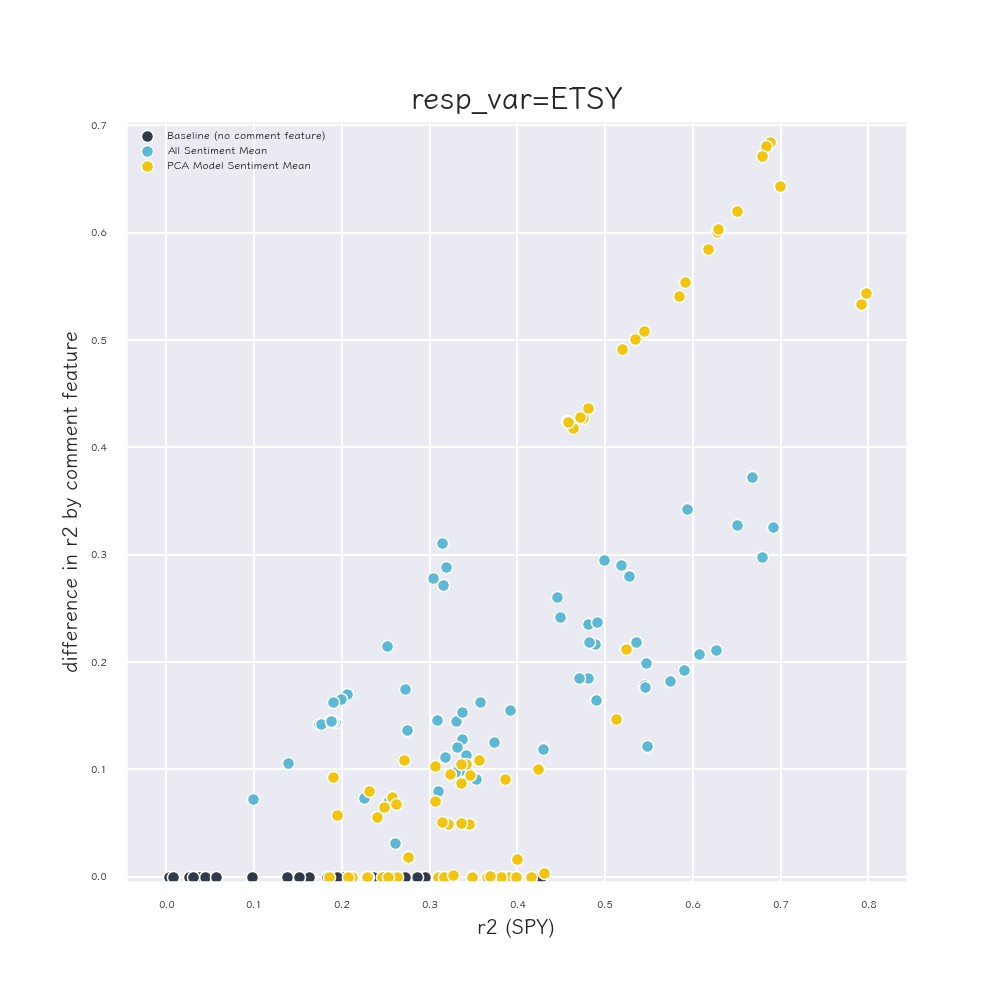 resp_var=ETSY
Baseline (no comment feature)
All Sentiment Mean
PCA Model Sentiment Mean
difference in r2 by comment feature
0.7
0.6
0.5
0.4
0.3
0.2
0.1
0.0
0.0 0.1 0.2 0.3 0.4 0.5 0.6 0.7 0.8
r2 (SPY)